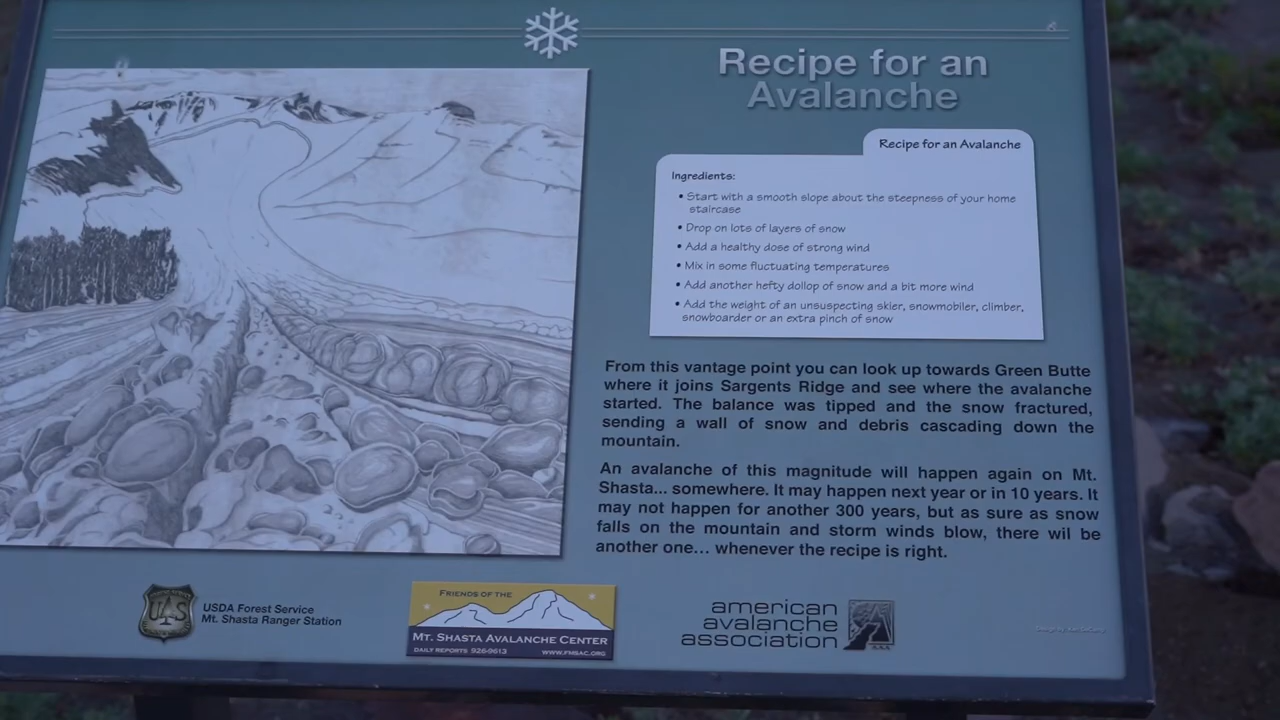 Recipe for an
Avalanche
Recipe for an Avalanche
Ingredients:
• Start with a smooth slope about the steepness of your home
staircase
• Drop on lots of layers of snow
• Add a healthy dose of strong wind
• Mix in some fluctuating temperatures
• Add another hefty dollop of snow and a bit more wind
• Add the weight of an unsuspecting skier, snowmobiler, climber,
snowboarder or an extra pinch of snow
From this vantage point you can look up towards Green Butte
where it joins Sargents Ridge and see where the avalanche
started. The balance was tipped and the snow fractured,
sending a wall of snow and debris cascading down the
mountain.
An avalanche of this magnitude will happen again on Mt.
Shasta... somewhere. It may happen next year or in 10 years. It
may not happen for another 300 years, but as sure as snow
falls on the mountain and storm winds blow, there wil be
another one... whenever the recipe is right.
UAS
USDA Forest Service
Mt. Shasta Ranger Station
FRIENDS OF THE
MT. SHASTA AVALANCHE CENTER
DAILY REPORTS 926-9613 WWW.FMSAC.ORG
american
avalanche
association
A.A.A.